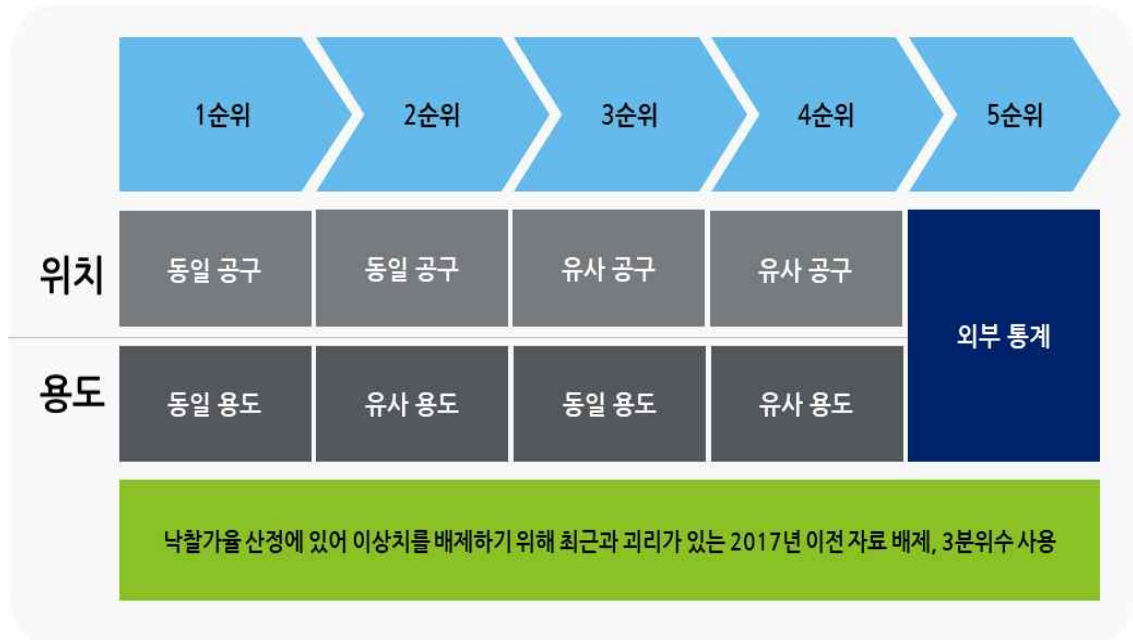 1순위 2순위 3순위 4순위 5순위
위치 동일 공구 동일 공구 유사 공구 유사 공구
외부 통계
용도 동일 용도 유사 용도 동일 용도 유사 용도
낙찰가율 산정에 있어 이상치를 배제하기 위해 최근과 괴리가 있는 2017년 이전 자료 배제, 3분위수 사용